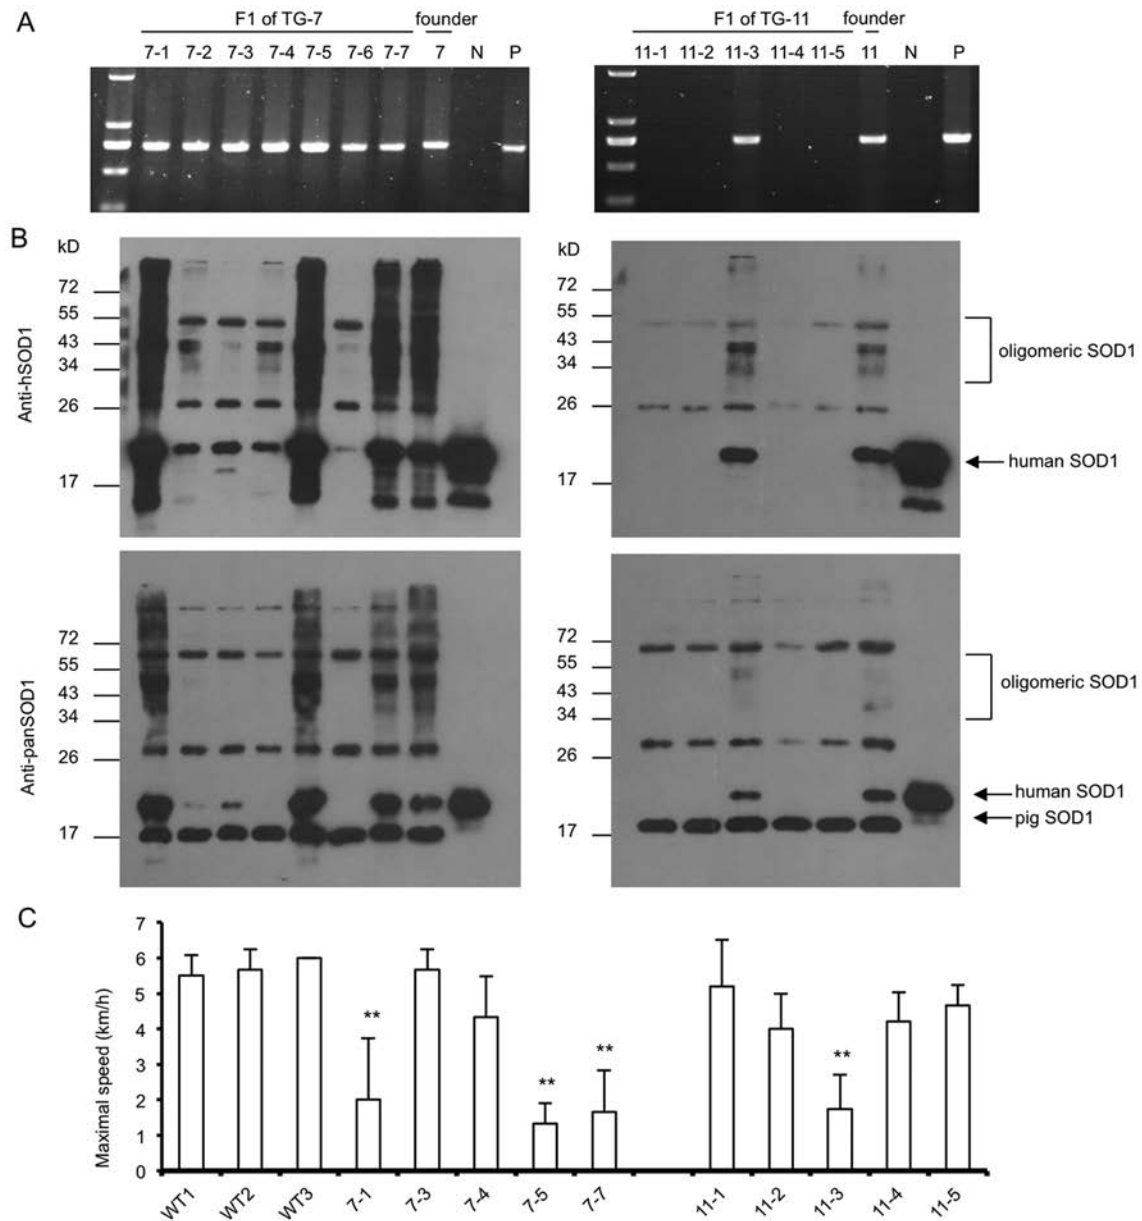 A
F1 of TG-7 founder
7-1 7-2 7-3 7-4 7-5 7-6 7-7 7 N P
F1 of TG-11 founder
11-1 11-2 11-3 11-4 11-5 11 N P
B
Anti-hSOD1
kD
72
55
43
34
26
17
kD
72
55
43
34
26
17
oligomeric SOD1
human SOD1
Anti-panSOD1
72
55
43
34
26
17
72
55
43
34
26
17
oligomeric SOD1
human SOD1
pig SOD1
C
Maximal speed (km/h)
7
6
5
4
3
2
1
0
** ** ** **
WT1 WT2 WT3 7-1 7-3 7-4 7-5 7-7 11-1 11-2 11-3 11-4 11-5